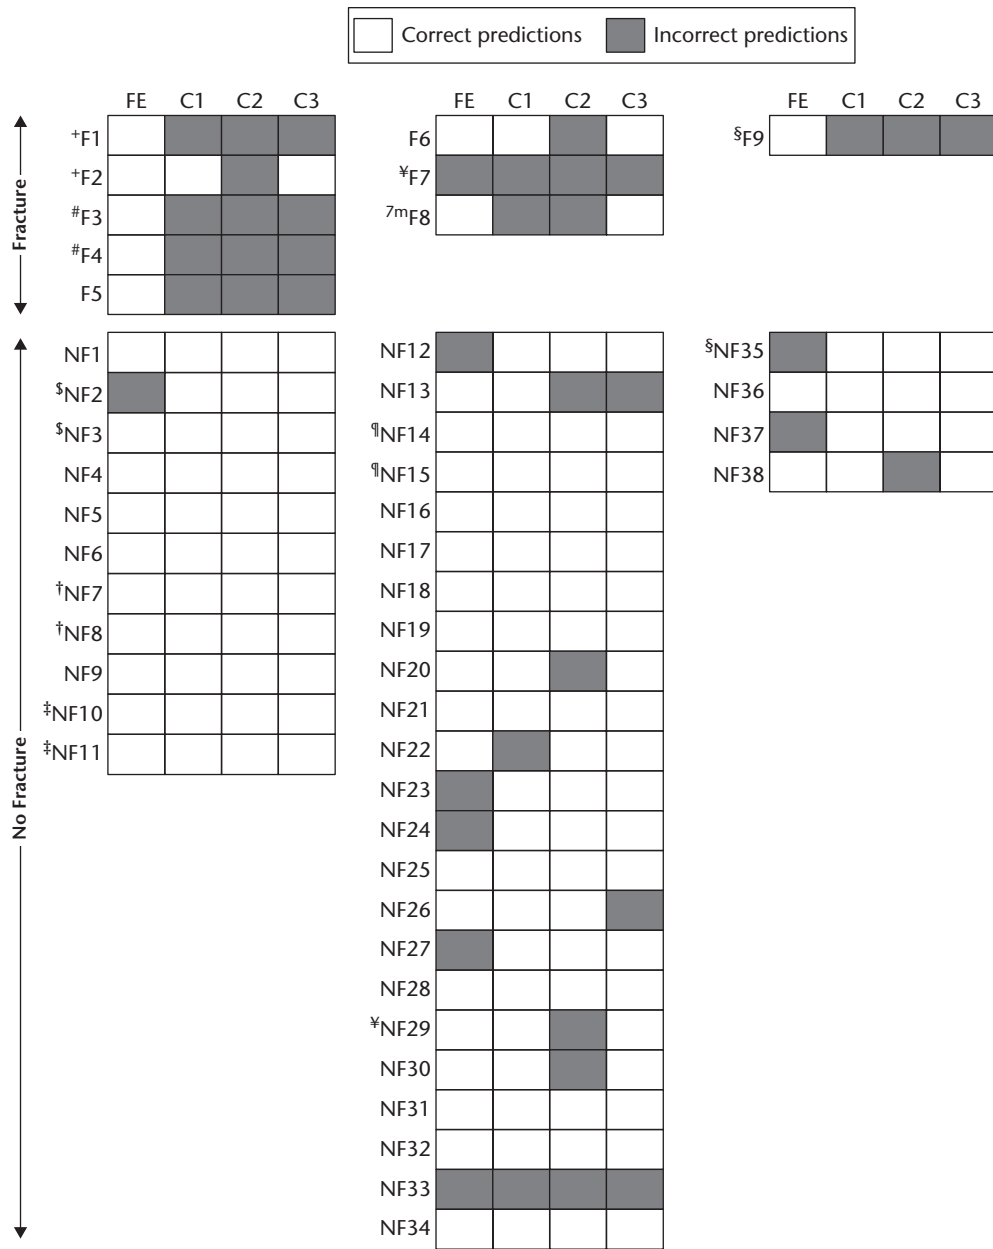 Correct predictions Incorrect predictions
FE C1 C2 C3 FE C1 C2 C3 FE C1 C2 C3
Fracture
+F1 F6 §F9
+F2 ¥F7
#F3 7mF8
#F4
F5
No Fracture
NF1 NF12 §NF35
$NF2 NF13 NF36
$NF3 ¶NF14 NF37
NF4 ¶NF15 NF38
NF5 NF16
NF6 NF17
†NF7 NF18
†NF8 NF19
NF9 NF20
‡NF10 NF21
‡NF11 NF22
NF23
NF24
NF25
NF26
NF27
NF28
¥NF29
NF30
NF31
NF32
NF33
NF34